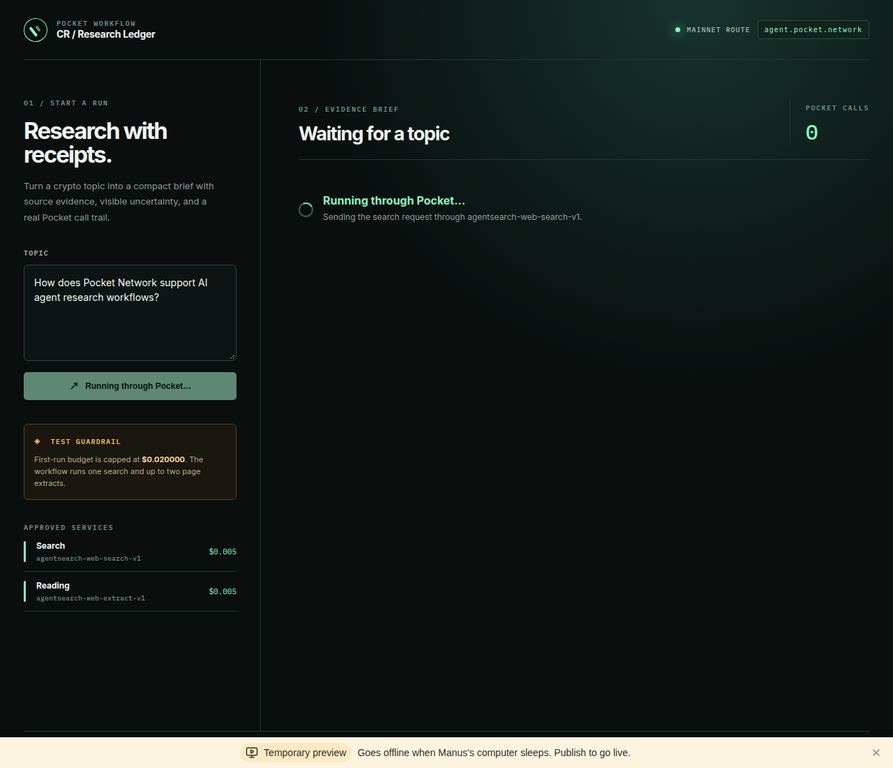 POCKET WORKFLOW
CR / Research Ledger
MAINNET ROUTE
agent.pocket.network
01 / START A RUN
Research with
receipts.
Turn a crypto topic into a compact brief with
source evidence, visible uncertainty, and a
real Pocket call trail.
TOPIC
How does Pocket Network support AI
agent research workflows?
↗ Running through Pocket...
◈ TEST GUARDRAIL
First-run budget is capped at $0.020000. The
workflow runs one search and up to two page
extracts.
APPROVED SERVICES
Search
agentsearch-web-search-v1
$0.005
Reading
agentsearch-web-extract-v1
$0.005
02 / EVIDENCE BRIEF
Waiting for a topic
POCKET CALLS
0
Running through Pocket...
Sending the search request through agentsearch-web-search-v1.
Temporary preview Goes offline when Manus's computer sleeps. Publish to go live.